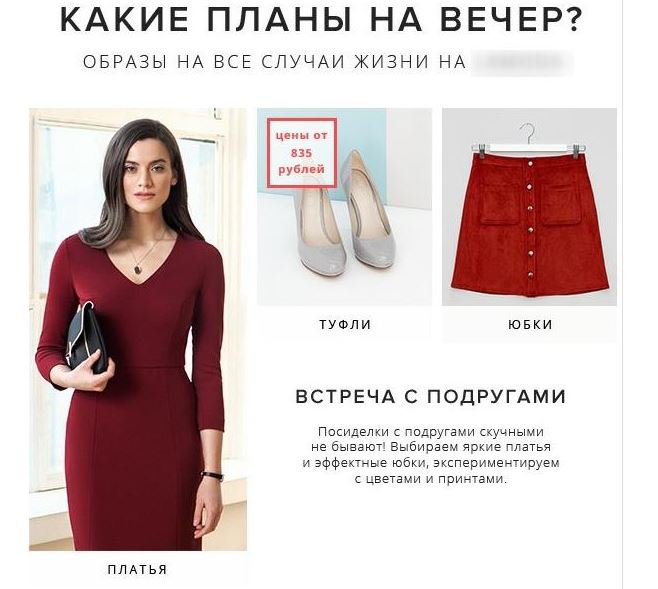 КАКИЕ ПЛАНЫ НА ВЕЧЕР?
ОБРАЗЫ НА ВСЕ СЛУЧАИ ЖИЗНИ НА
цены от
835
рублей
ТУФЛИ
ЮБКИ
ВСТРЕЧА С ПОДРУГАМИ
Посиделки с подругами скучными
не бывают! Выбираем яркие платья
и эффектные юбки, экспериментируем
с цветами и принтами.
ПЛАТЬЯ